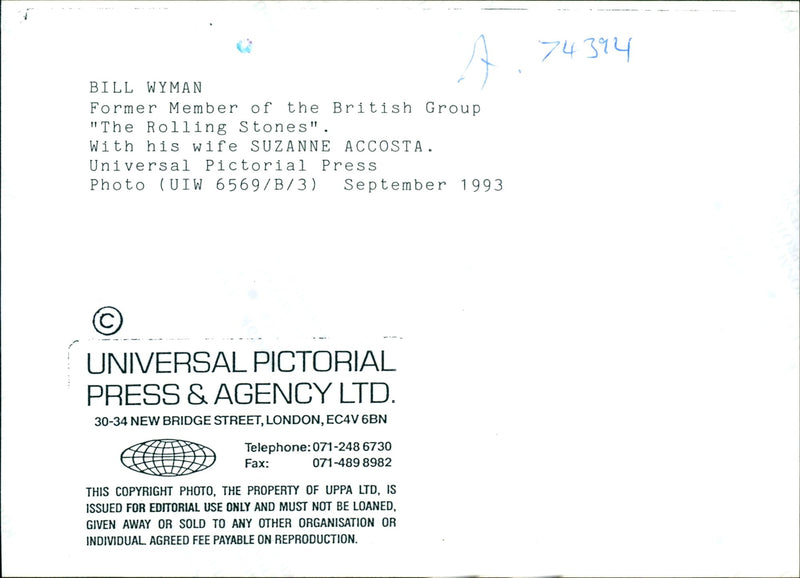 A. 74394
BILL WYMAN
Former Member of the British Group
"The Rolling Stones".
With his wife SUZANNE ACCOSTA.
Universal Pictorial Press
Photo (UIW 6569/B/3) September 1993
©
UNIVERSAL PICTORIAL
PRESS & AGENCY LTD.
30-34 NEW BRIDGE STREET, LONDON, EC4V 6BN
Telephone: 071-248 6730
Fax: 071-489 8982
THIS COPYRIGHT PHOTO, THE PROPERTY OF UPPA LTD, IS
ISSUED FOR EDITORIAL USE ONLY AND MUST NOT BE LOANED,
GIVEN AWAY OR SOLD TO ANY OTHER ORGANISATION OR
INDIVIDUAL. AGREED FEE PAYABLE ON REPRODUCTION.